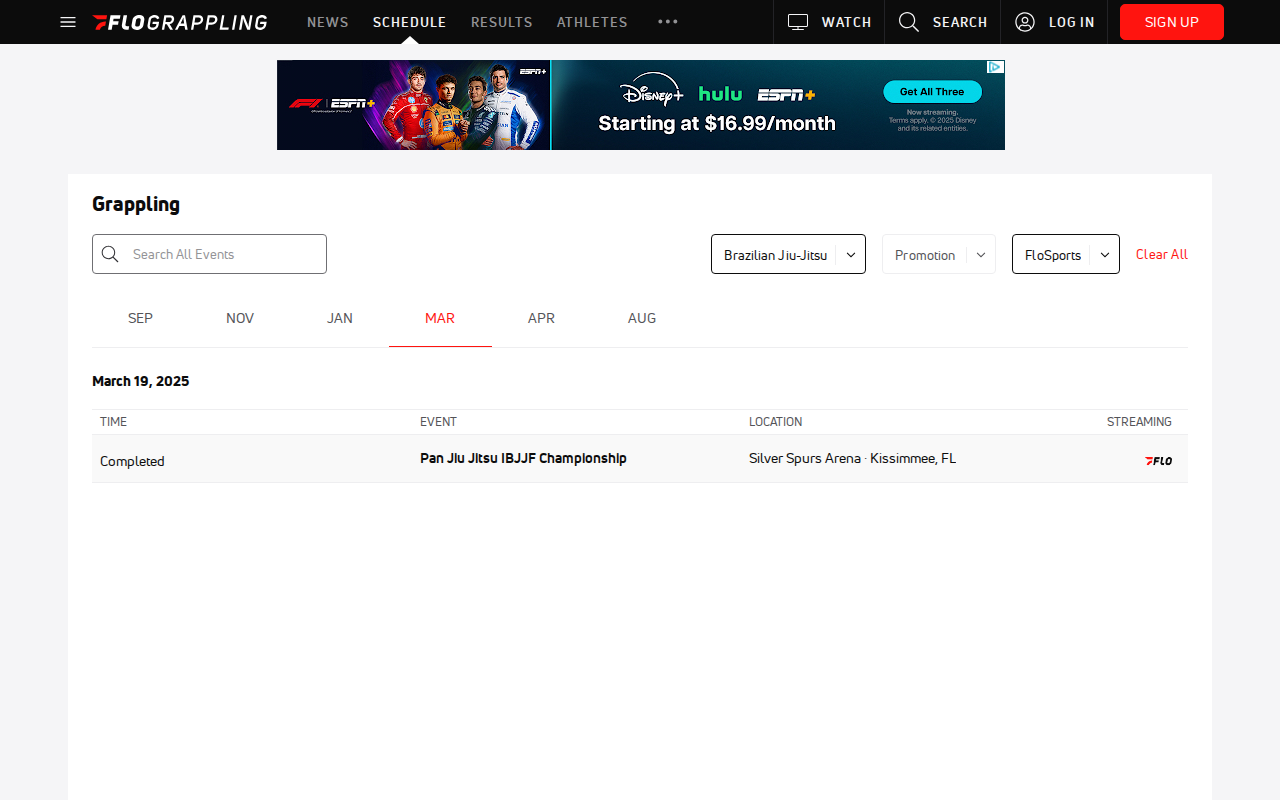 FLOGRAPPLING NEWS SCHEDULE RESULTS ATHLETES ••• WATCH SEARCH LOG IN SIGN UP
F1 | ESPN+ ESPN+ Disney+ hulu ESPN+ Get All Three
Starting at $16.99/month Now streaming.
Terms apply. © 2025 Disney
and its related entities.
Grappling
Search All Events Brazilian Jiu-Jitsu Promotion FloSports Clear All
SEP NOV JAN MAR APR AUG
March 19, 2025
TIME EVENT LOCATION STREAMING
Completed Pan Jiu Jitsu IBJJF Championship Silver Spurs Arena · Kissimmee, FL FLO